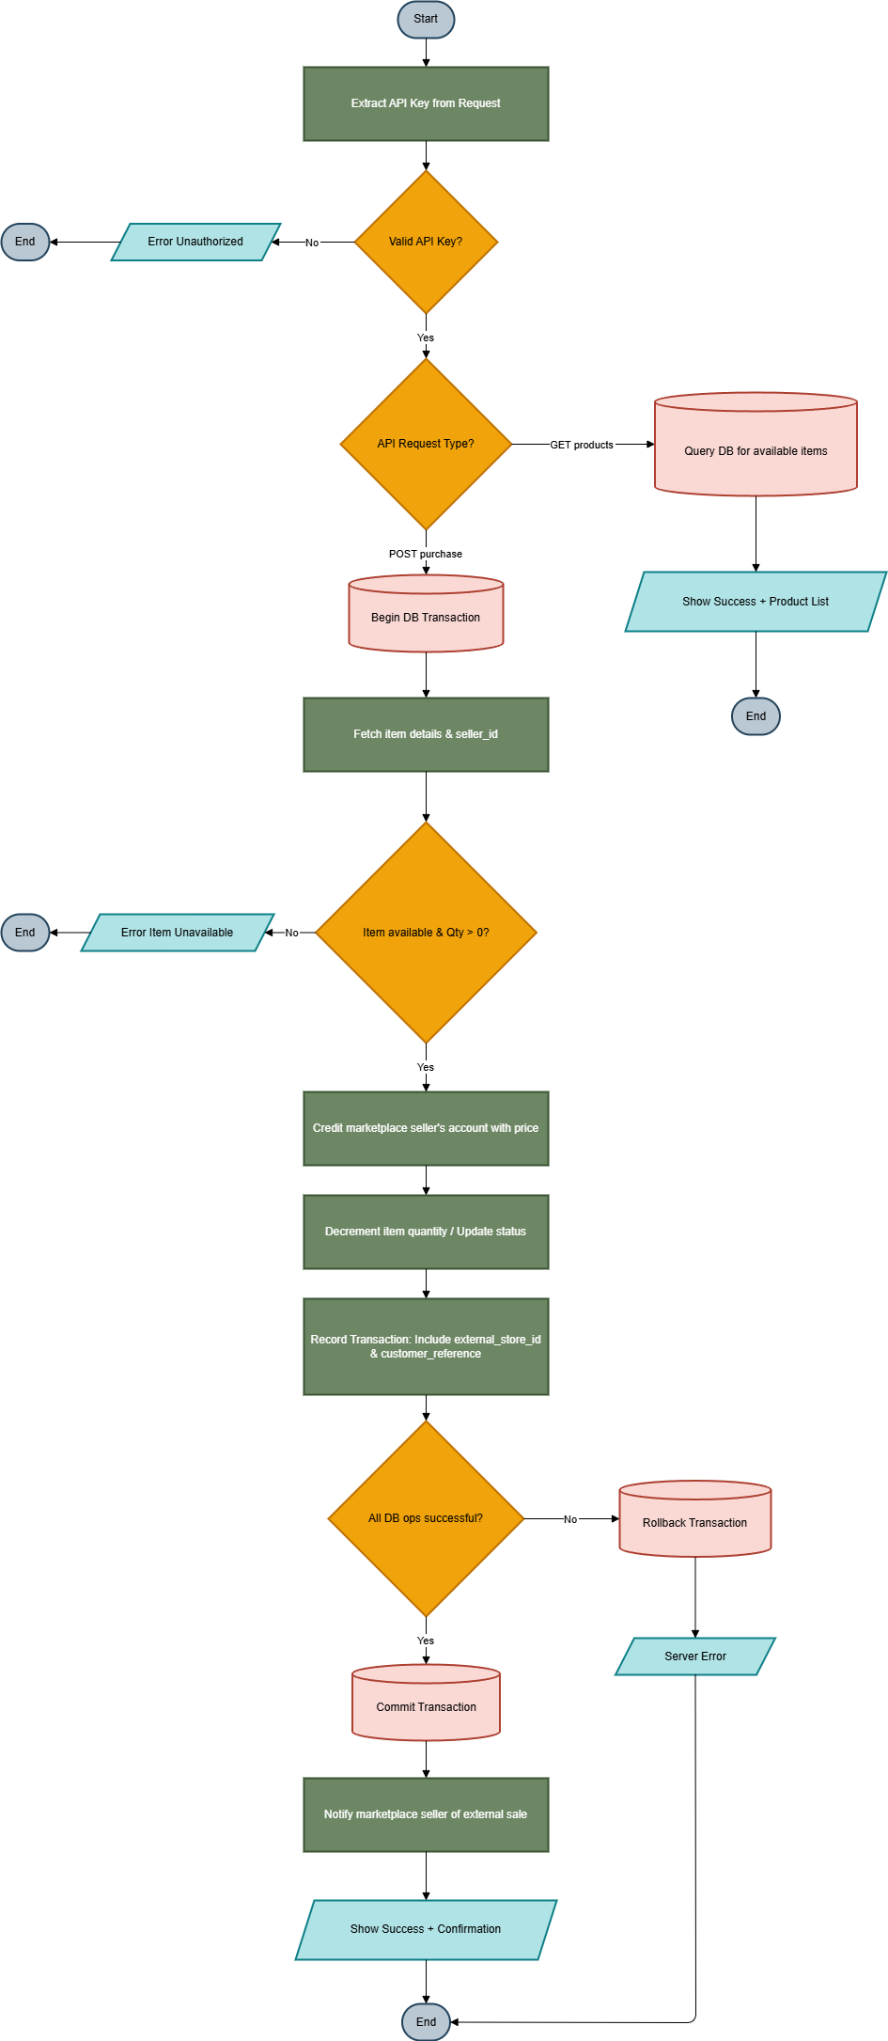 Start
Extract API Key from Request
Valid API Key?
No
Error Unauthorized
End
Yes
API Request Type?
GET products
Query DB for available items
Show Success + Product List
End
POST purchase
Begin DB Transaction
Fetch item details & seller_id
Item available & Qty > 0?
No
Error Item Unavailable
End
Yes
Credit marketplace seller's account with price
Decrement item quantity / Update status
Record Transaction: Include external_store_id
& customer_reference
All DB ops successful?
No
Rollback Transaction
Server Error
Yes
Commit Transaction
Notify marketplace seller of external sale
Show Success + Confirmation
End